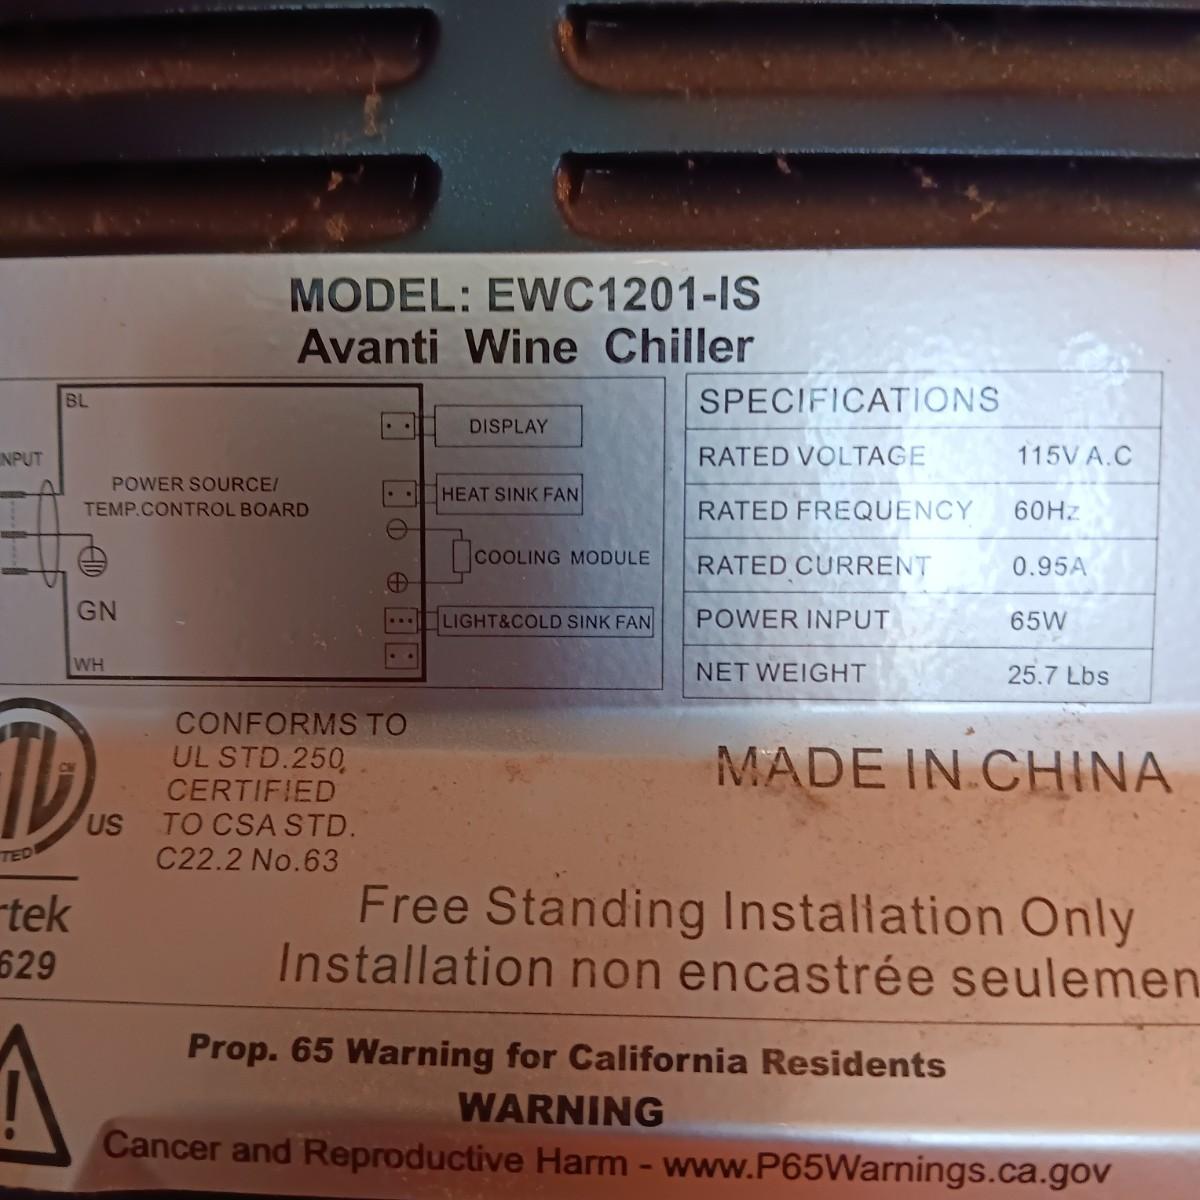 MODEL: EWC1201-IS
Avanti Wine Chiller
BL
INPUT
POWER SOURCE/
TEMP.CONTROL BOARD
GN
WH
DISPLAY
HEAT SINK FAN
COOLING MODULE
LIGHT&COLD SINK FAN
SPECIFICATIONS
RATED VOLTAGE 115V A.C
RATED FREQUENCY 60Hz
RATED CURRENT 0.95A
POWER INPUT 65W
NET WEIGHT 25.7 Lbs
CM
US
TED
rtek
629
CONFORMS TO
UL STD.250,
CERTIFIED
TO CSA STD.
C22.2 No.63
MADE IN CHINA
Free Standing Installation Only
Installation non encastrée seulemen
Prop. 65 Warning for California Residents
WARNING
Cancer and Reproductive Harm - www.P65Warnings.ca.gov